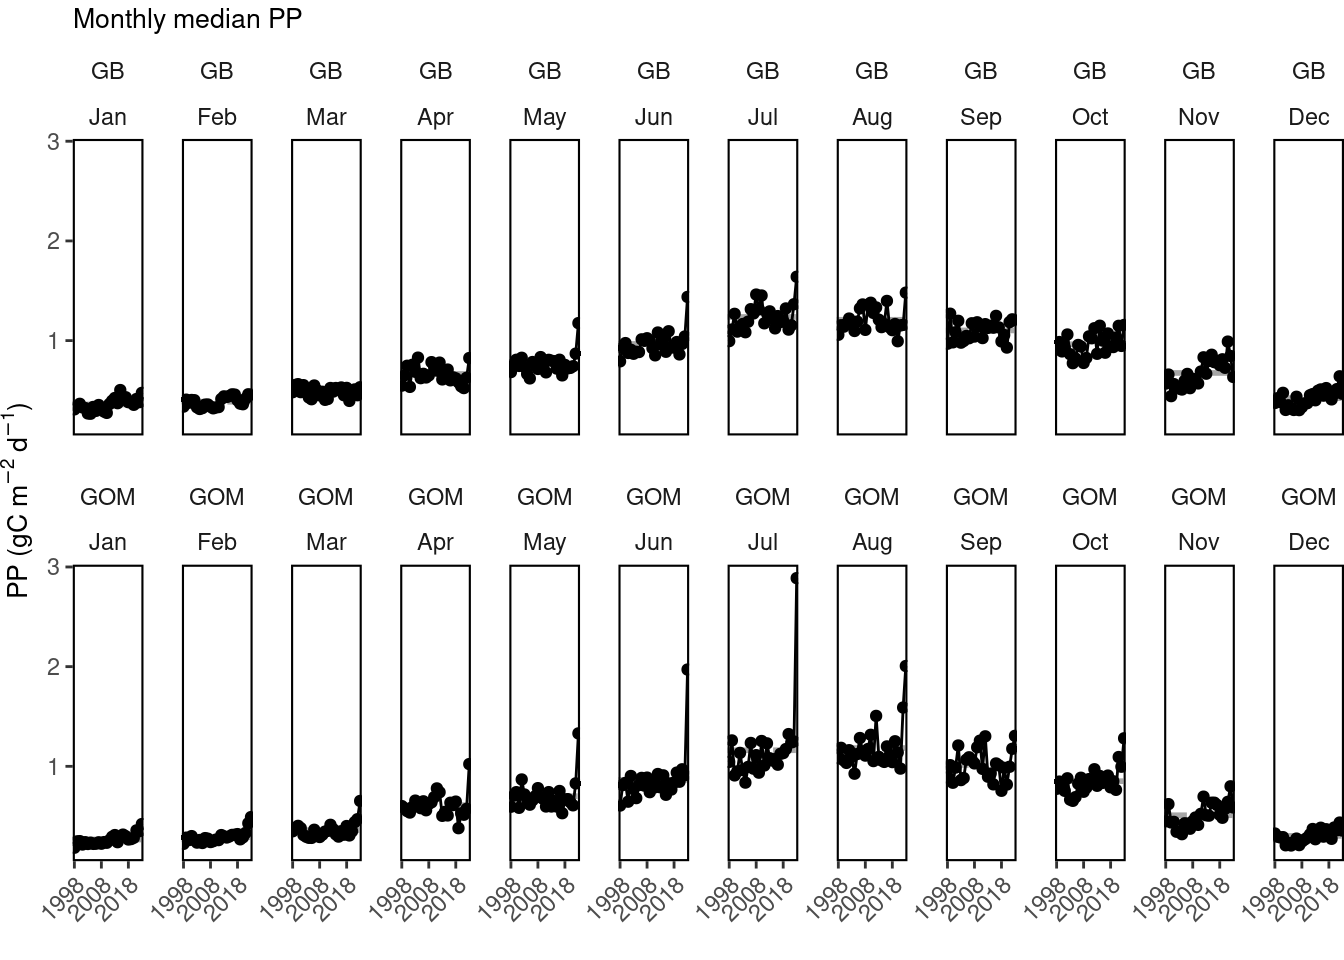 Monthly median PP
GB GB GB GB GB GB GB GB GB GB GB GB
Jan Feb Mar Apr May Jun Jul Aug Sep Oct Nov Dec
3
2
1
PP (gC m⁻² d⁻¹)
GOM GOM GOM GOM GOM GOM GOM GOM GOM GOM GOM GOM
Jan Feb Mar Apr May Jun Jul Aug Sep Oct Nov Dec
3
2
1
1998 2008 2018 1998 2008 2018 1998 2008 2018 1998 2008 2018 1998 2008 2018 1998 2008 2018 1998 2008 2018 1998 2008 2018 1998 2008 2018 1998 2008 2018 1998 2008 2018 1998 2008 2018